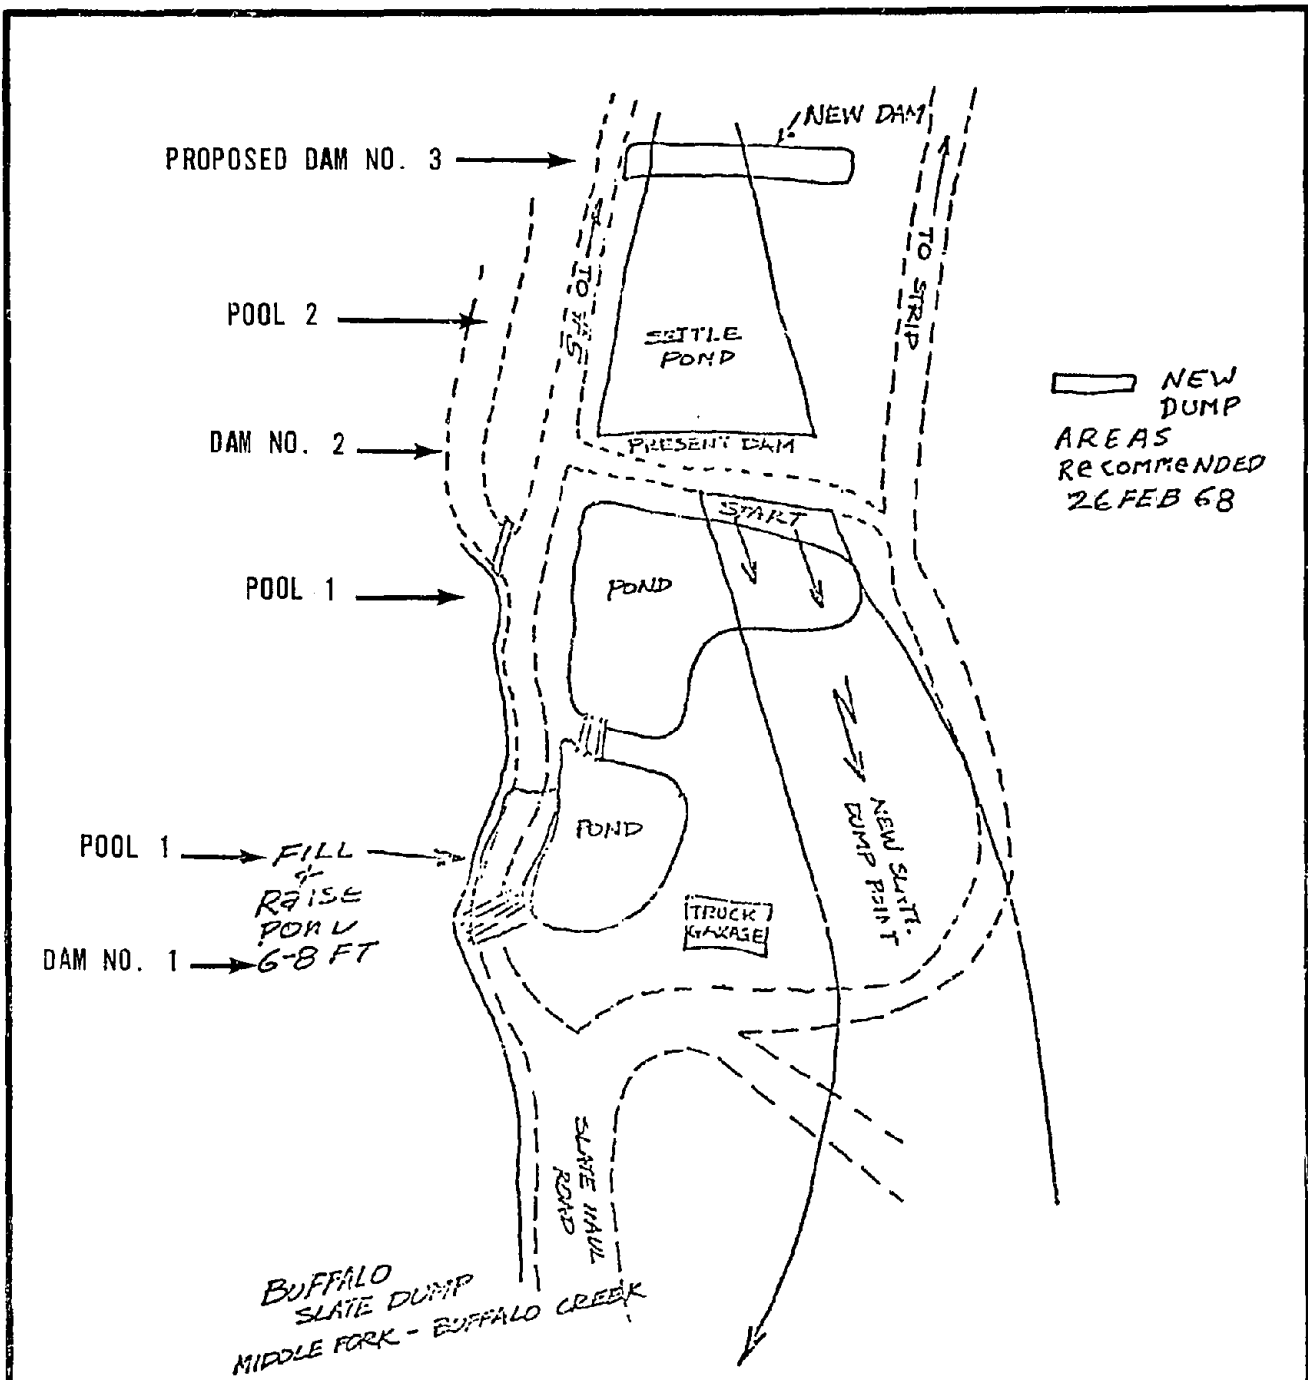 NEW DAM
PROPOSED DAM NO. 3
TO #5
TO STRIP
POOL 2
SETTLE
POND
NEW
DUMP
AREAS
RECOMMENDED
26 FEB 68
DAM NO. 2
PRESENT DAM
START
POOL 1
POND
POND
NEW SLATE
DUMP POINT
POOL 1
FILL
+
RAISE
POND
6-8 FT
DAM NO. 1
TRUCK
GARAGE
SLATE HAUL
ROAD
BUFFALO
SLATE DUMP
MIDDLE FORK - BUFFALO CREEK